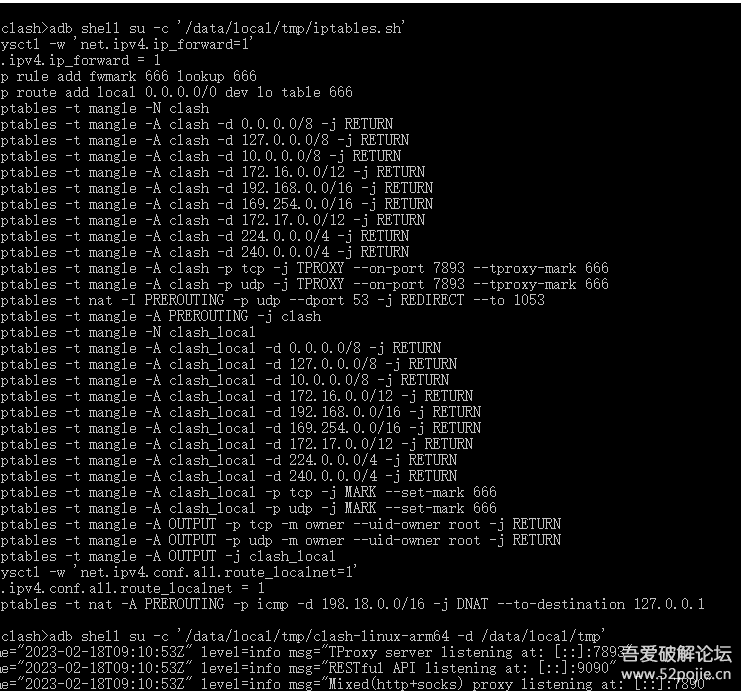 clash>adb shell su -c '/data/local/tmp/iptables.sh'
ysctl -w 'net.ipv4.ip_forward=1'
.ipv4.ip_forward = 1
p rule add fwmark 666 lookup 666
p route add local 0.0.0.0/0 dev lo table 666
ptables -t mangle -N clash
ptables -t mangle -A clash -d 0.0.0.0/8 -j RETURN
ptables -t mangle -A clash -d 127.0.0.0/8 -j RETURN
ptables -t mangle -A clash -d 10.0.0.0/8 -j RETURN
ptables -t mangle -A clash -d 172.16.0.0/12 -j RETURN
ptables -t mangle -A clash -d 192.168.0.0/16 -j RETURN
ptables -t mangle -A clash -d 169.254.0.0/16 -j RETURN
ptables -t mangle -A clash -d 172.17.0.0/12 -j RETURN
ptables -t mangle -A clash -d 224.0.0.0/4 -j RETURN
ptables -t mangle -A clash -d 240.0.0.0/4 -j RETURN
ptables -t mangle -A clash -p tcp -j TPROXY --on-port 7893 --tproxy-mark 666
ptables -t mangle -A clash -p udp -j TPROXY --on-port 7893 --tproxy-mark 666
ptables -t nat -I PREROUTING -p udp --dport 53 -j REDIRECT --to 1053
ptables -t mangle -A PREROUTING -j clash
ptables -t mangle -N clash_local
ptables -t mangle -A clash_local -d 0.0.0.0/8 -j RETURN
ptables -t mangle -A clash_local -d 127.0.0.0/8 -j RETURN
ptables -t mangle -A clash_local -d 10.0.0.0/8 -j RETURN
ptables -t mangle -A clash_local -d 172.16.0.0/12 -j RETURN
ptables -t mangle -A clash_local -d 192.168.0.0/16 -j RETURN
ptables -t mangle -A clash_local -d 169.254.0.0/16 -j RETURN
ptables -t mangle -A clash_local -d 172.17.0.0/12 -j RETURN
ptables -t mangle -A clash_local -d 224.0.0.0/4 -j RETURN
ptables -t mangle -A clash_local -d 240.0.0.0/4 -j RETURN
ptables -t mangle -A clash_local -p tcp -j MARK --set-mark 666
ptables -t mangle -A clash_local -p udp -j MARK --set-mark 666
ptables -t mangle -A OUTPUT -p tcp -m owner --uid-owner root -j RETURN
ptables -t mangle -A OUTPUT -p udp -m owner --uid-owner root -j RETURN
ptables -t mangle -A OUTPUT -j clash_local
ysctl -w 'net.ipv4.conf.all.route_localnet=1'
.ipv4.conf.all.route_localnet = 1
ptables -t nat -A PREROUTING -p icmp -d 198.18.0.0/16 -j DNAT --to-destination 127.0.0.1
clash>adb shell su -c '/data/local/tmp/clash-linux-arm64 -d /data/local/tmp'
me="2023-02-18T09:10:53Z" level=info msg="TProxy server listening at: [::]:7893"
me="2023-02-18T09:10:53Z" level=info msg="RESTful API listening at: [::]:9090"
me="2023-02-18T09:10:53Z" level=info msg="Mixed(http+socks) proxy listening at: [::]:7890"
吾爱破解论坛
www.52pojie.cn